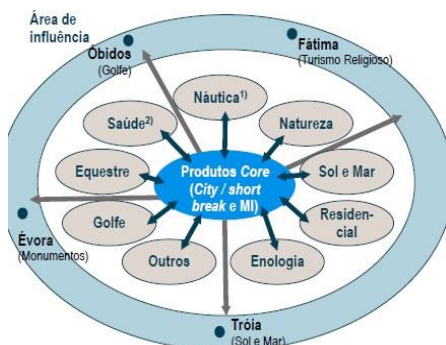 Área de
influência
Óbidos
(Golfe)
Fátima
(Turismo Religioso)
Náutica1)
Saúde2)
Natureza
Equestre
Produtos Core
(City / short
break e MI)
Sol e Mar
Golfe
Residen-
cial
Évora
(Monumentos)
Outros
Enologia
Tróia
(Sol e Mar)